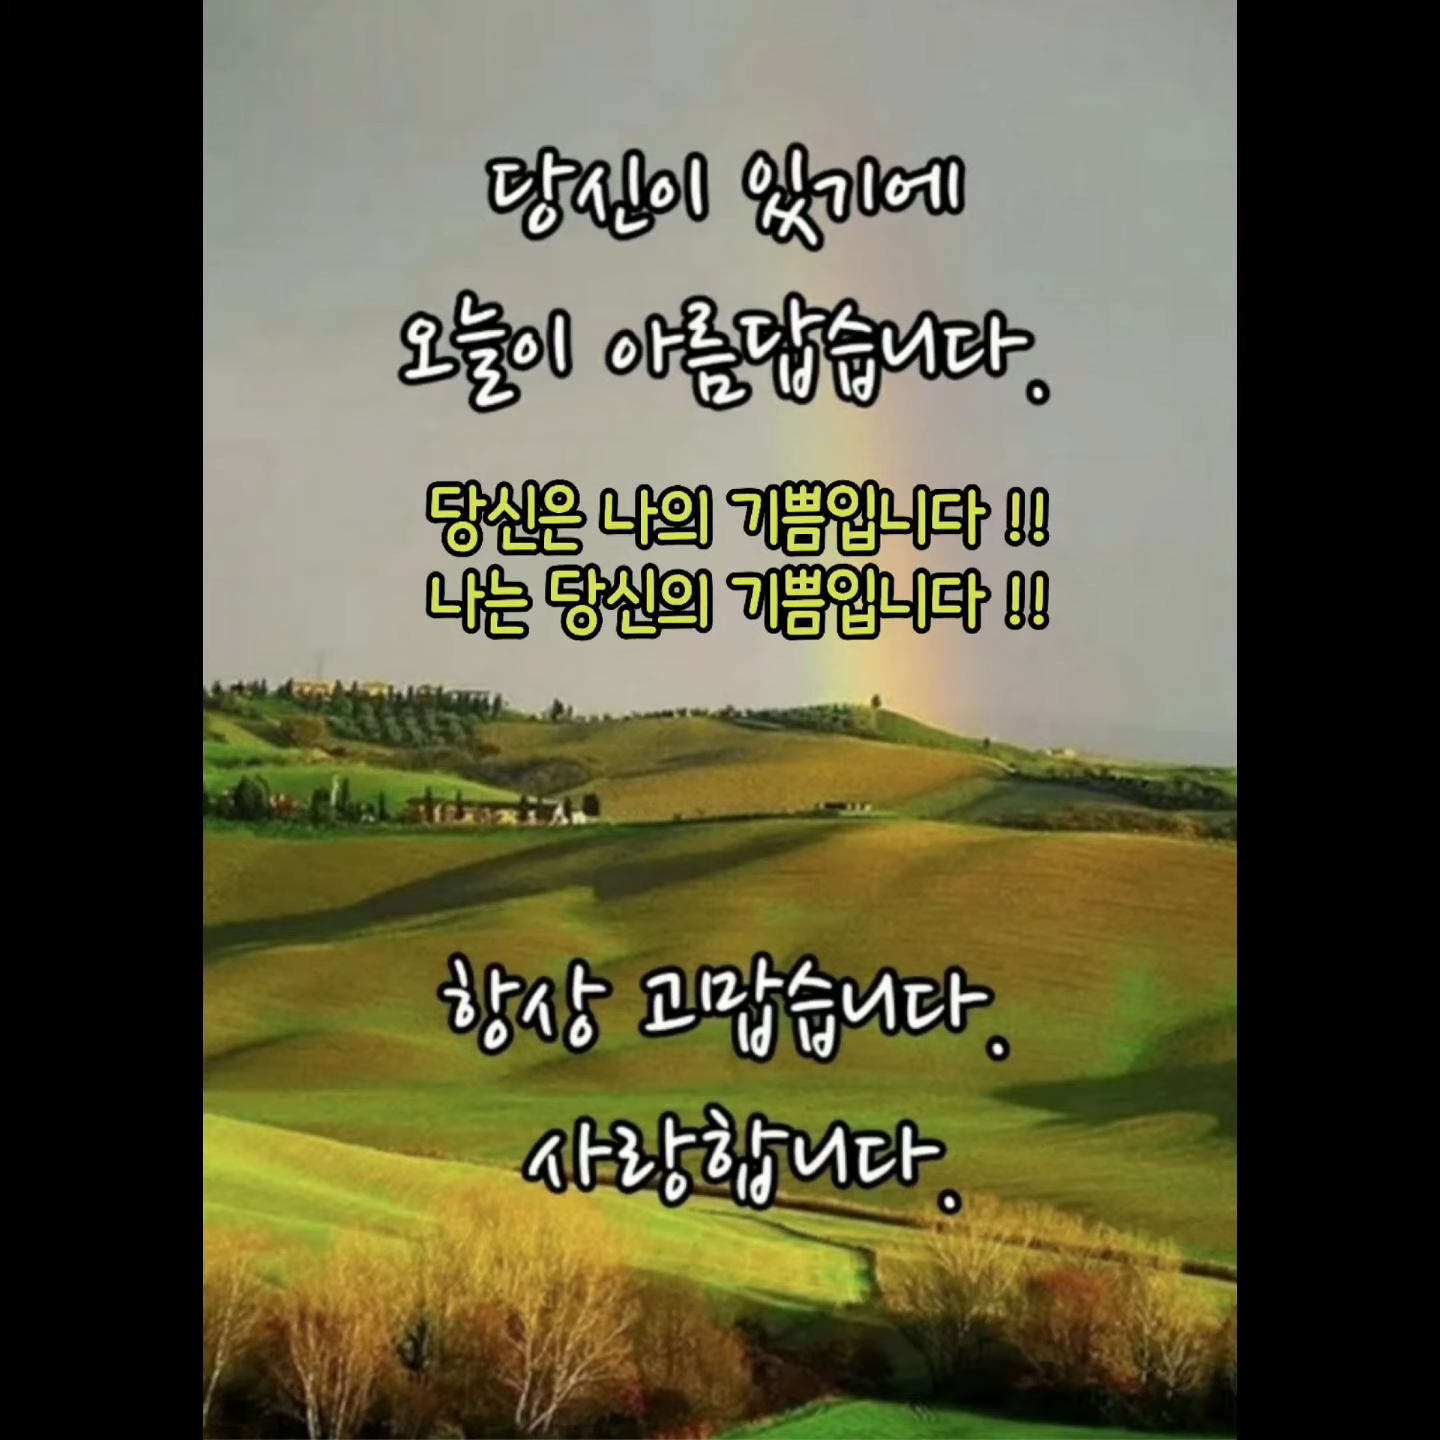 당신이 있기에
오늘이 아름답습니다.
당신은 나의 기쁨입니다 !!
나는 당신의 기쁨입니다 !!
항상 고맙습니다.
사랑합니다.